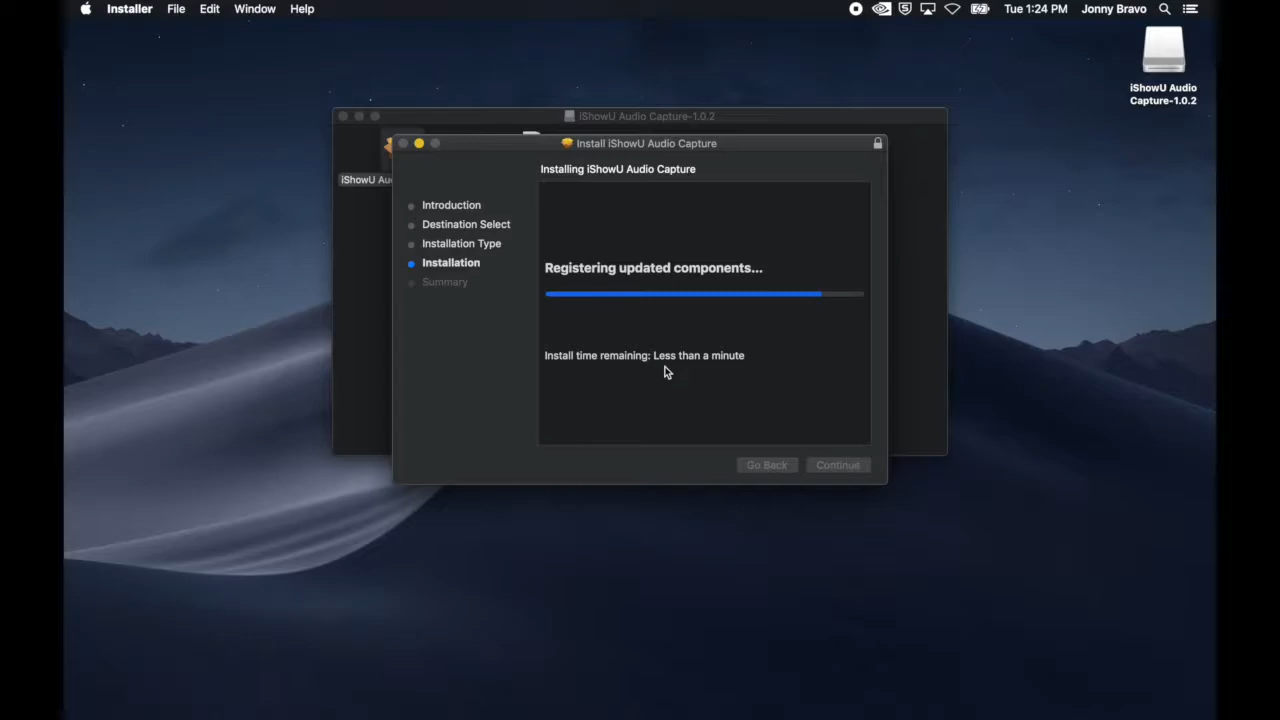 Installer File Edit Window Help Tue 1:24 PM Jonny Bravo
iShowU Audio
Capture-1.0.2
iShowU Audio Capture-1.0.2
Install iShowU Audio Capture
iShowU Au
Installing iShowU Audio Capture
Introduction
Destination Select
Installation Type
Installation
Summary
Registering updated components...
Install time remaining: Less than a minute
Go Back Continue